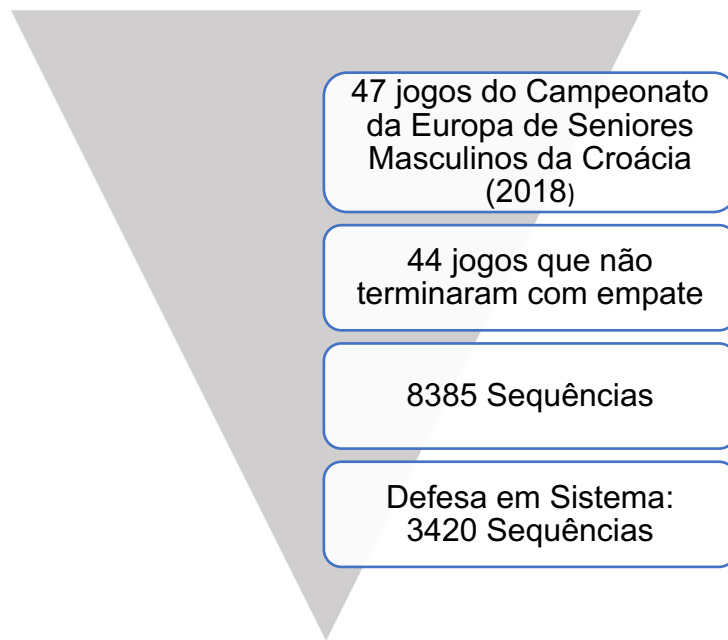 47 jogos do Campeonato
da Europa de Seniores
Masculinos da Croácia
(2018)
44 jogos que não
terminaram com empate
8385 Sequências
Defesa em Sistema:
3420 Sequências